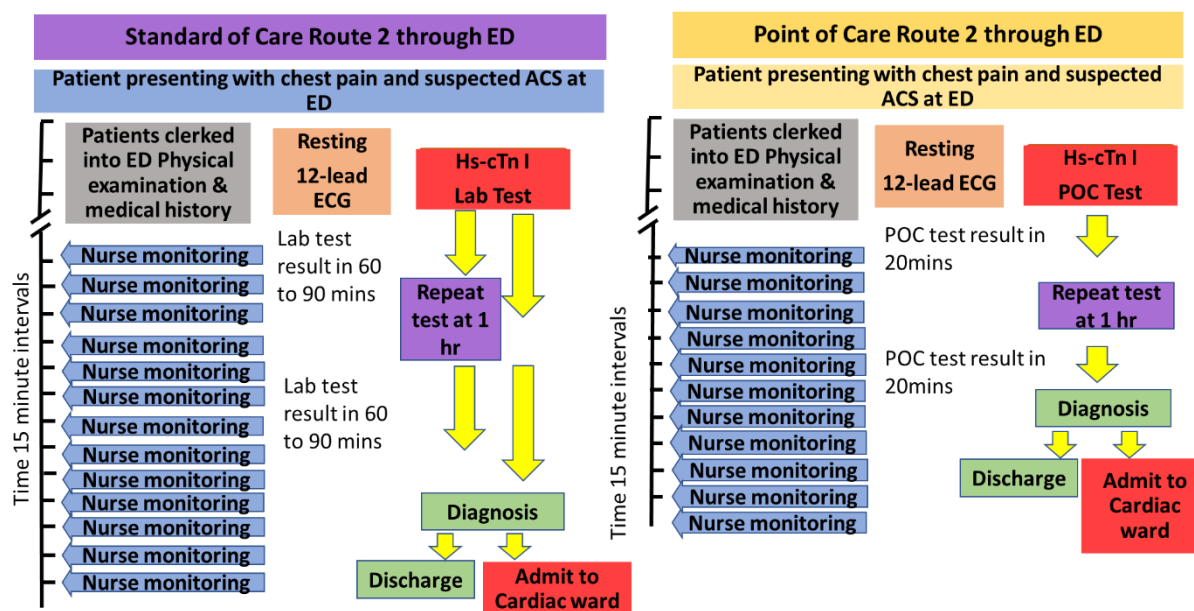 Standard of Care Route 2 through ED
Patient presenting with chest pain and suspected ACS at
ED
Time 15 minute intervals
Patients clerked
into ED Physical
examination &
medical history
Resting
12-lead
ECG
Hs-cTn I
Lab Test
Nurse monitoring
Nurse monitoring
Nurse monitoring
Nurse monitoring
Nurse monitoring
Nurse monitoring
Nurse monitoring
Nurse monitoring
Nurse monitoring
Nurse monitoring
Nurse monitoring
Nurse monitoring
Nurse monitoring
Lab test
result in 60
to 90 mins
Repeat
test at 1
hr
Lab test
result in 60
to 90 mins
Diagnosis
Discharge
Admit to
Cardiac ward
Point of Care Route 2 through ED
Patient presenting with chest pain and suspected
ACS at ED
Time 15 minute intervals
Patients clerked
into ED Physical
examination &
medical history
Resting
12-lead ECG
Hs-cTn I
POC Test
Nurse monitoring
Nurse monitoring
Nurse monitoring
Nurse monitoring
Nurse monitoring
Nurse monitoring
Nurse monitoring
Nurse monitoring
Nurse monitoring
Nurse monitoring
Nurse monitoring
POC test result in
20mins
Repeat test
at 1 hr
POC test result in
20mins
Diagnosis
Discharge
Admit to
Cardiac
ward